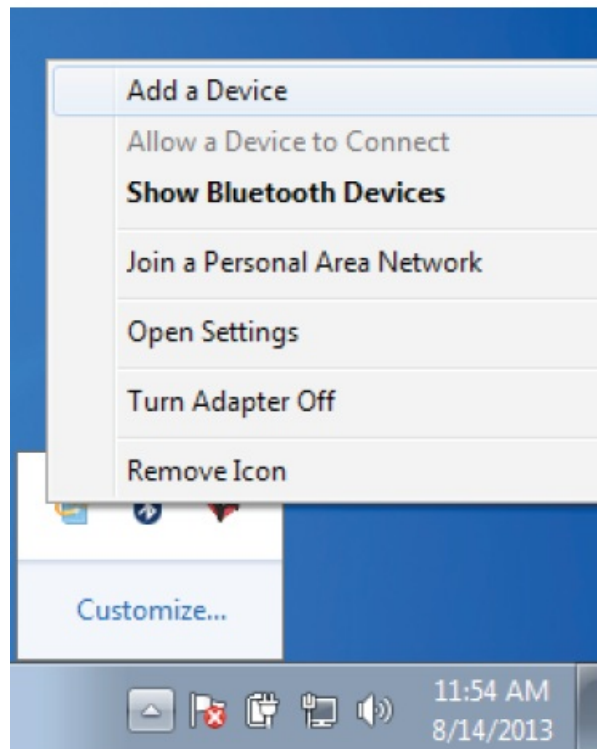 Add a Device
Allow a Device to Connect
Show Bluetooth Devices
Join a Personal Area Network
Open Settings
Turn Adapter Off
Remove Icon
Customize...
11:54 AM
8/14/2013